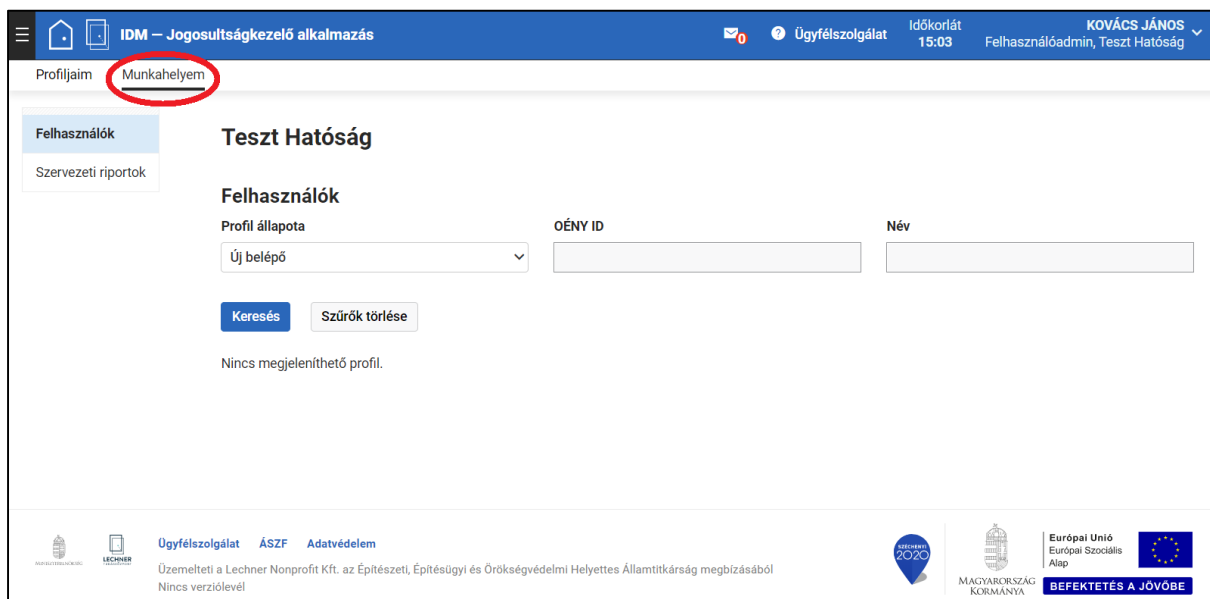 IDM — Jogosultságkezelő alkalmazás
0
Ügyfélszolgálat
Időkorlát
15:03
KOVÁCS JÁNOS
Felhasználóadmin, Teszt Hatóság
Profiljaim
Munkahelyem
Felhasználók
Szervezeti riportok
Teszt Hatóság
Felhasználók
Profil állapota
OÉNY ID
Név
Új belépő
Keresés
Szűrők törlése
Nincs megjeleníthető profil.
LECHNER
Ügyfélszolgálat ÁSZF Adatvédelem
Üzemelteti a Lechner Nonprofit Kft. az Építészeti, Építésügyi és Örökségvédelmi Helyettes Államtitkárság megbízásából
Nincs verziólevél
SZÉCHENYI
2020
MAGYARORSZÁG
KORMÁNYA
Európai Unió
Európai Szociális
Alap
BEFEKTETÉS A JÖVŐBE